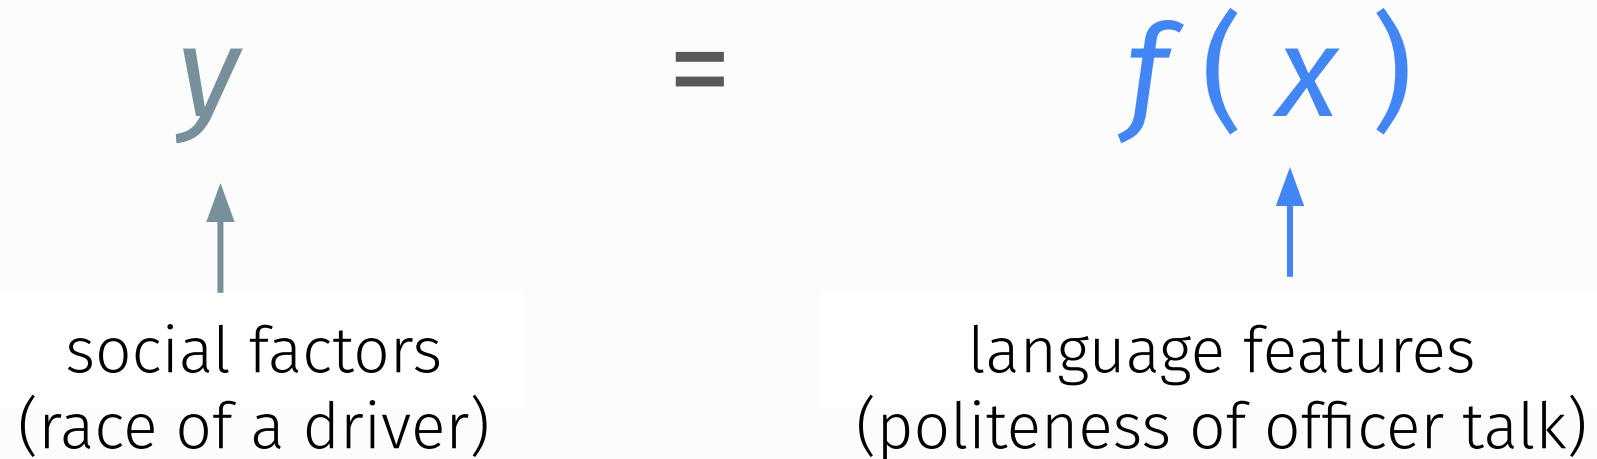 y = f(x)
social factors
(race of a driver)
language features
(politeness of officer talk)